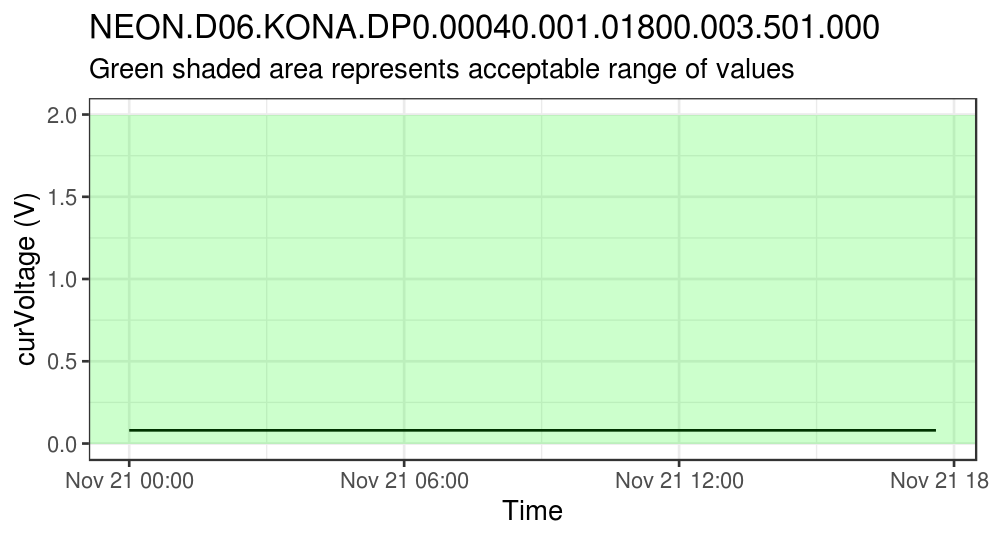 NEON.D06.KONA.DP0.00040.001.01800.003.501.000
Green shaded area represents acceptable range of values
curVoltage (V)
2.0
1.5
1.0
0.5
0.0
Nov 21 00:00 Nov 21 06:00 Nov 21 12:00 Nov 21 18
Time